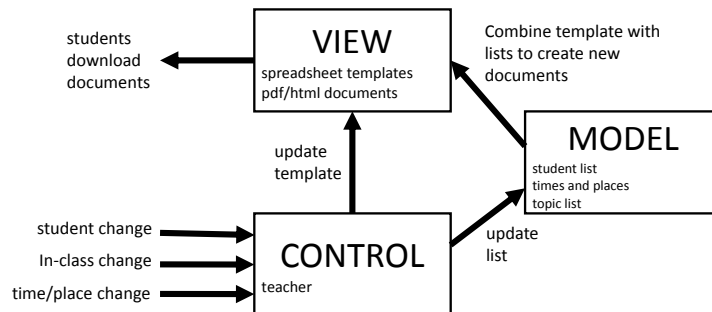 students
download
documents
VIEW
spreadsheet templates
pdf/html documents
Combine template with
lists to create new
documents
update
template
MODEL
student list
times and places
topic list
student change
In-class change
time/place change
CONTROL
teacher
update
list